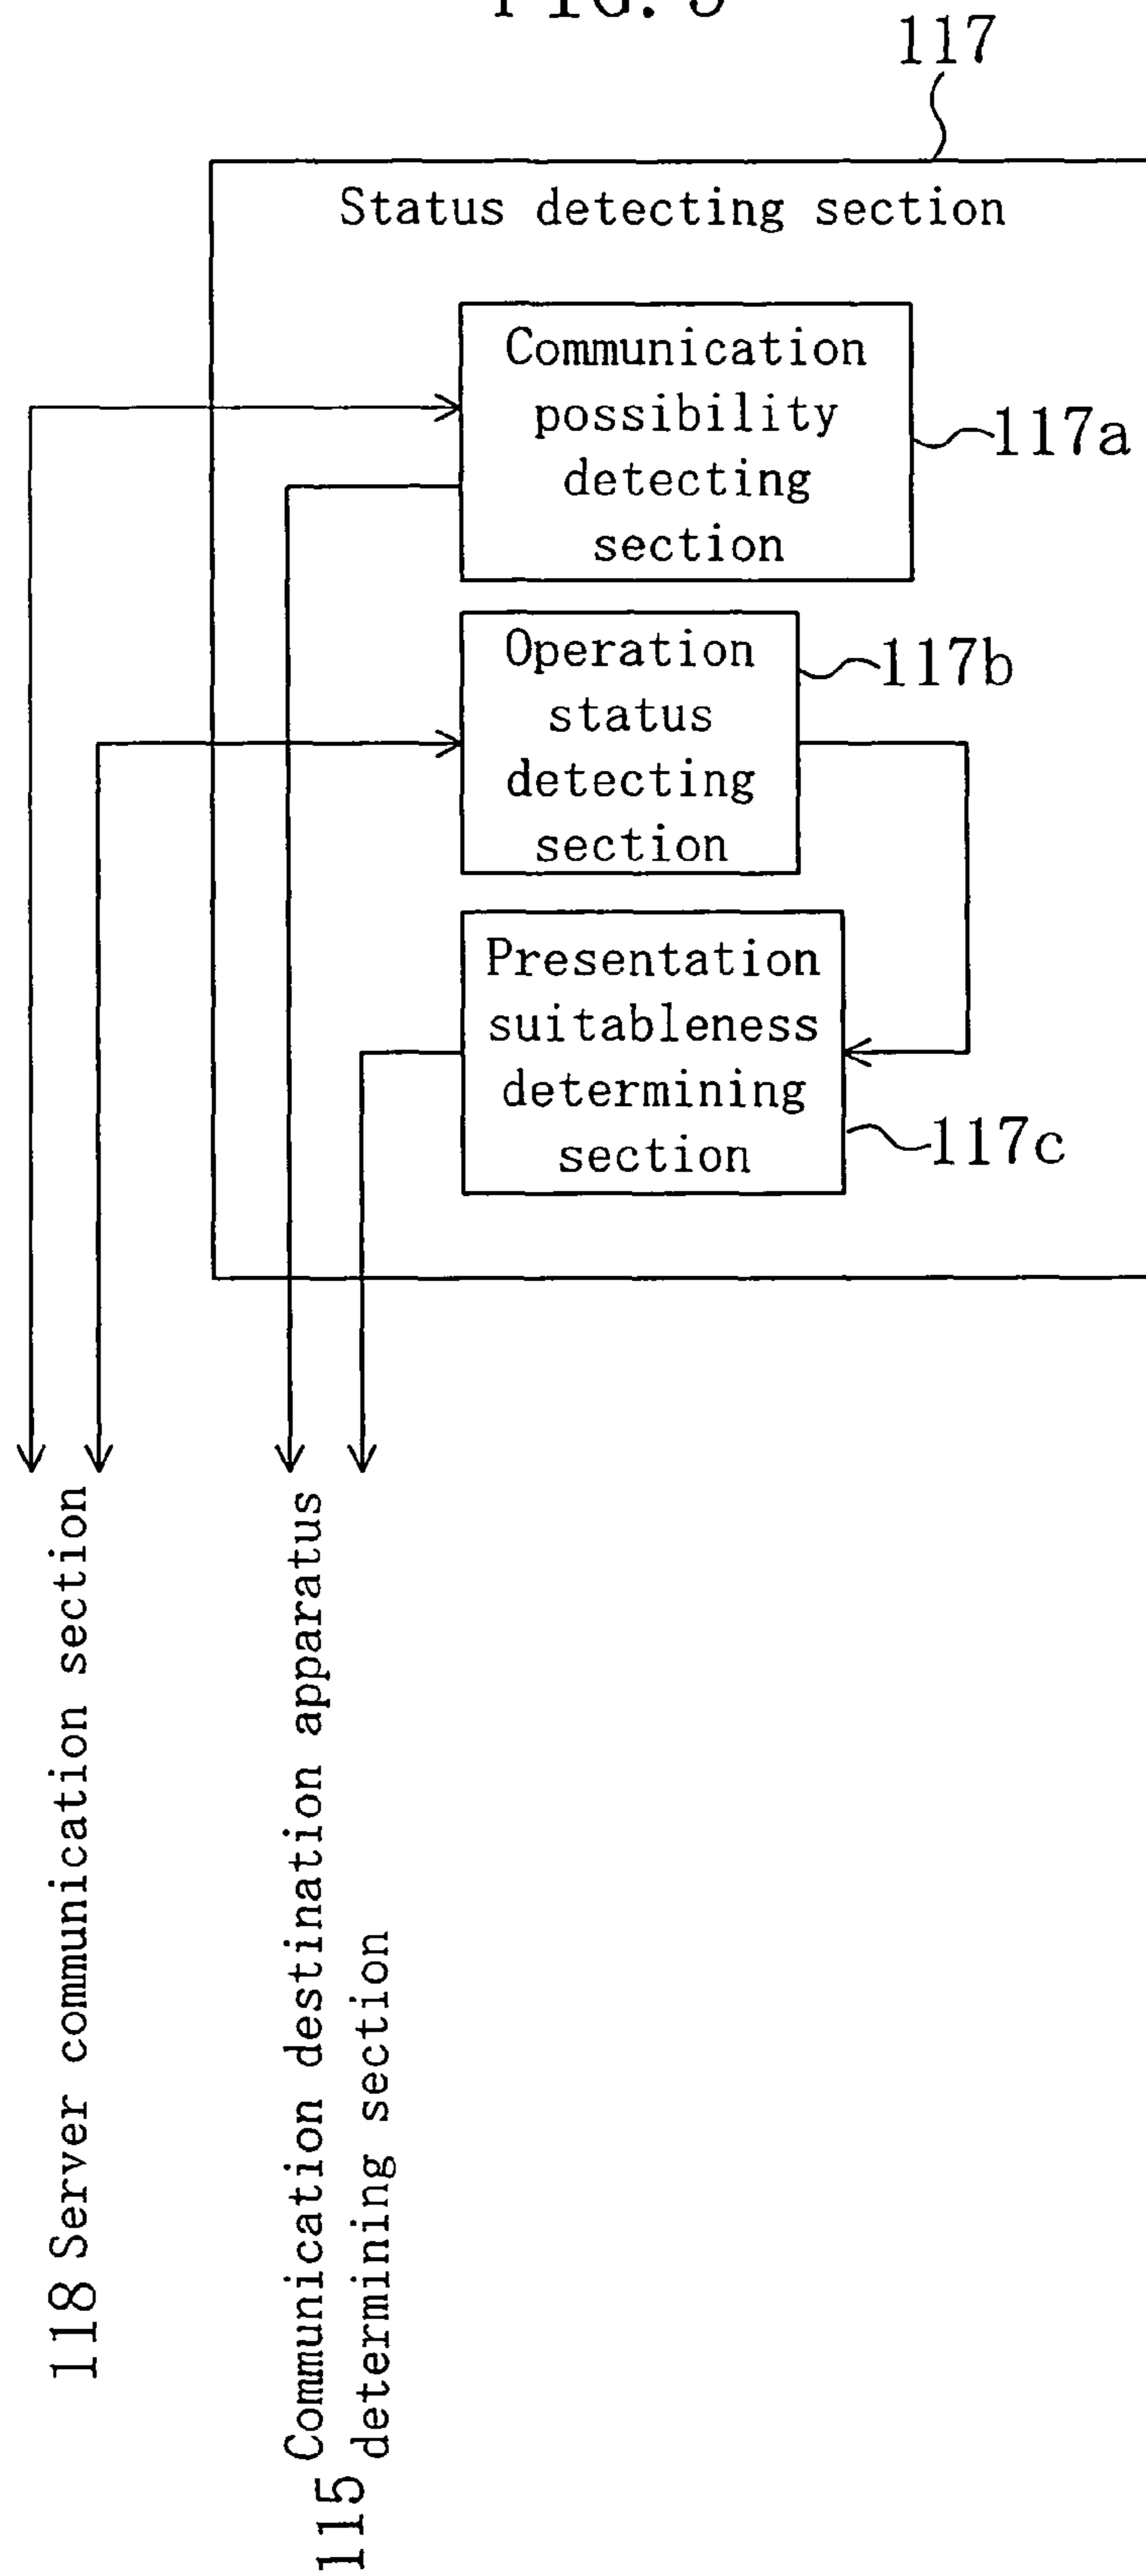 117
Status detecting section
Communication
possibility
detecting
section
117a
Operation
status
detecting
section
117b
Presentation
suitableness
determining
section
117c
118 Server communication section
115 Communication destination apparatus
determining section